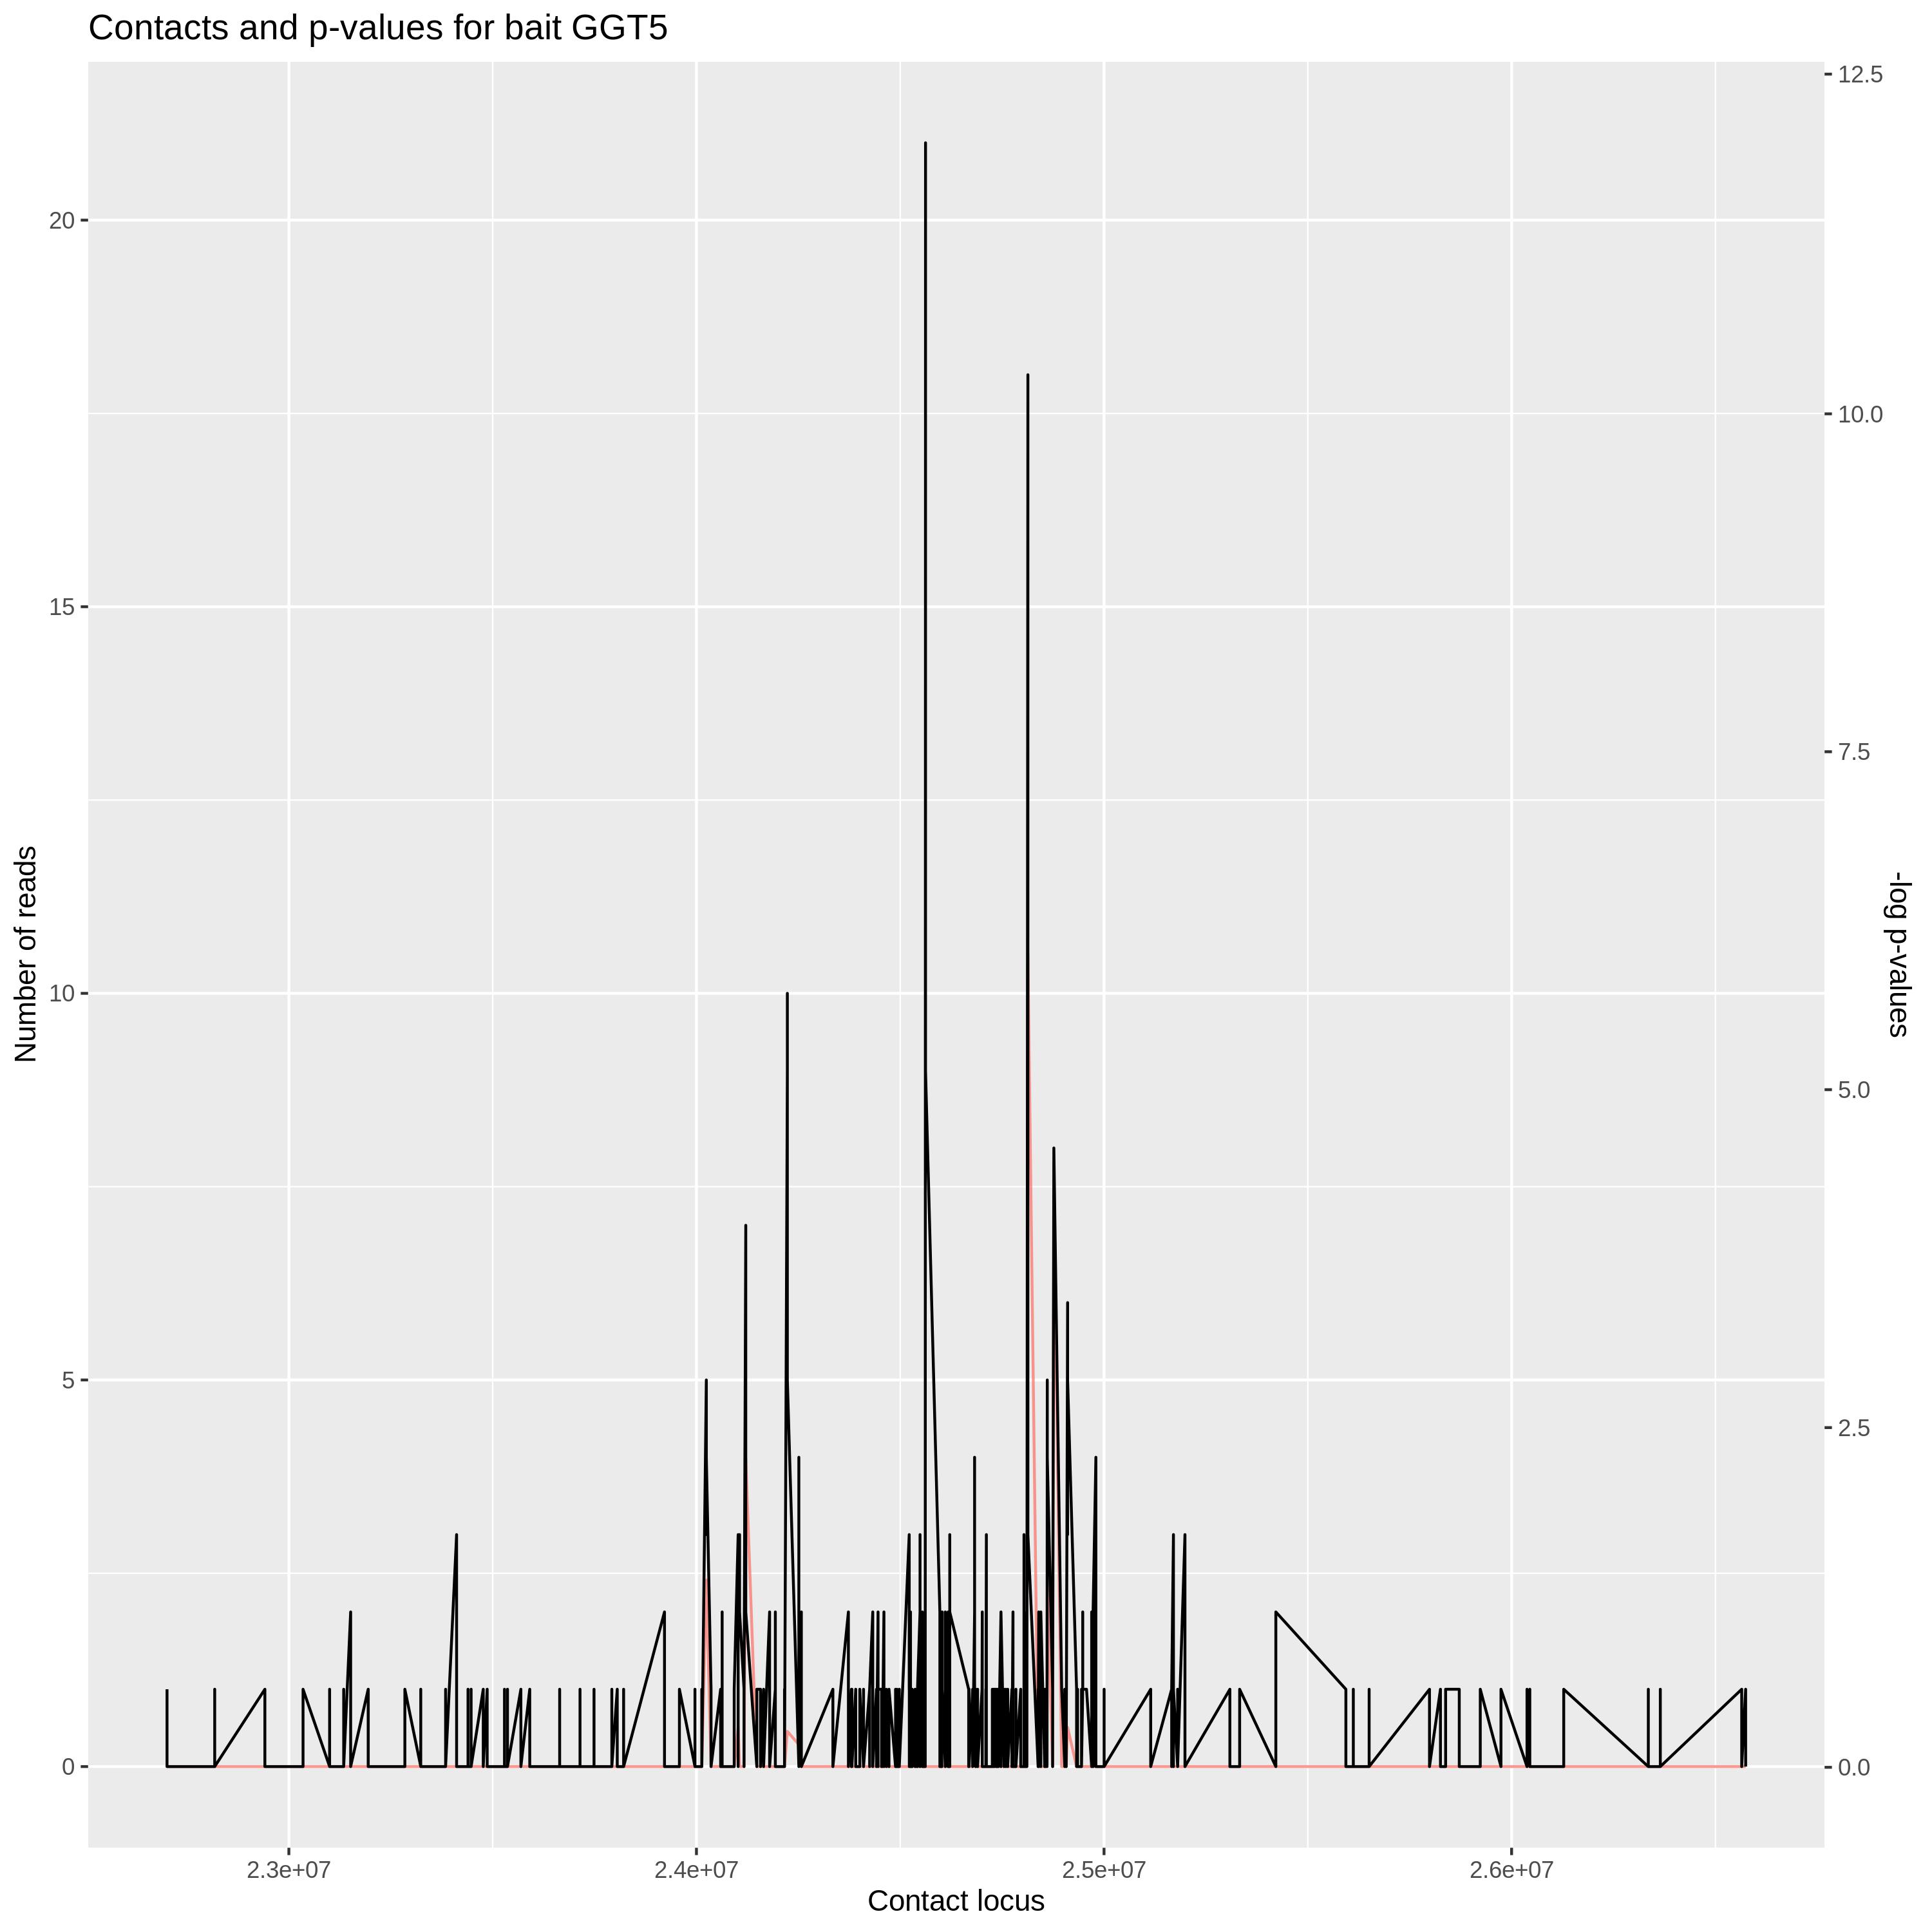 Contacts and p-values for bait GGT5
12.5
20
10.0
15
7.5
Number of reads
-log p-values
10
5.0
5
2.5
0
0.0
2.3e+07
2.4e+07
2.5e+07
2.6e+07
Contact locus